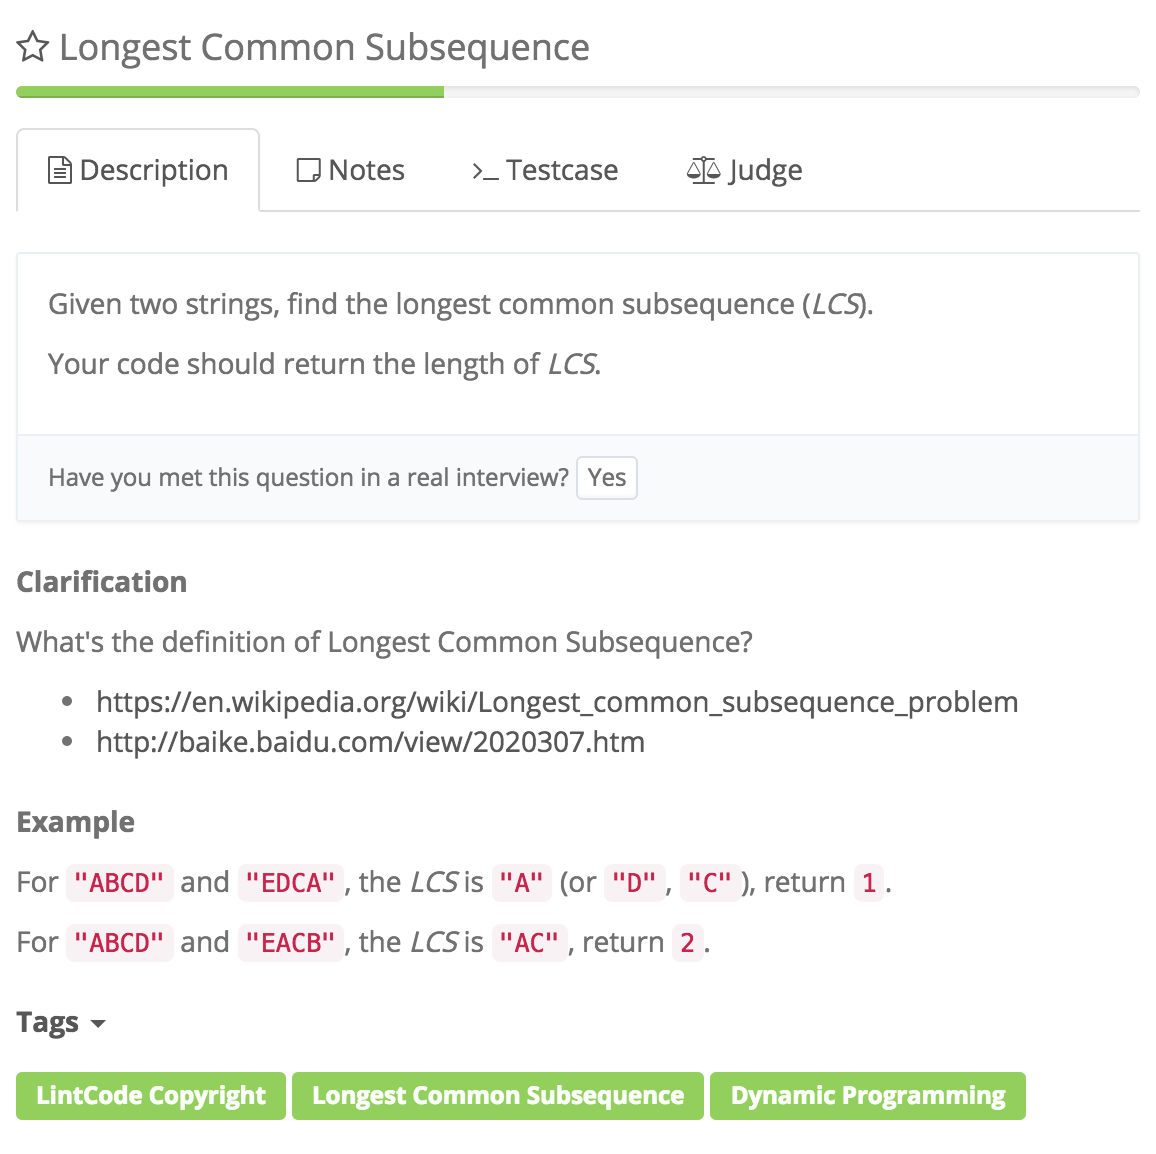 Longest Common Subsequence
Description Notes >_ Testcase Judge
Given two strings, find the longest common subsequence (LCS).
Your code should return the length of LCS.
Have you met this question in a real interview? Yes
Clarification
What's the definition of Longest Common Subsequence?
• https://en.wikipedia.org/wiki/Longest_common_subsequence_problem
• http://baike.baidu.com/view/2020307.htm
Example
For "ABCD" and "EDCA", the LCS is "A" (or "D", "C"), return 1.
For "ABCD" and "EACB", the LCS is "AC", return 2.
Tags
LintCode Copyright Longest Common Subsequence Dynamic Programming